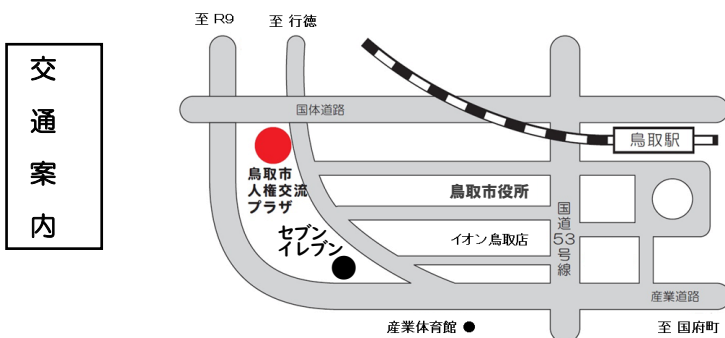 交通案内
至 R9
至 行徳
国体道路
鳥取駅
鳥取市
人権交流
プラザ
鳥取市役所
セブン
イレブン
イオン鳥取店
国道53号線
産業道路
産業体育館
至 国府町